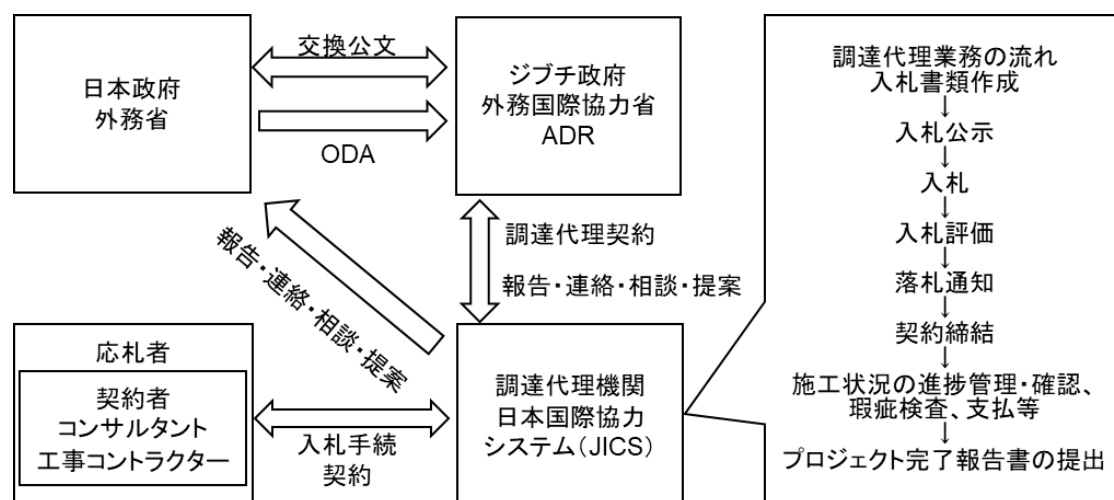 日本政府
外務省
交換公文
ODA
ジブチ政府
外務国際協力省
ADR
報告・連絡・相談・提案
調達代理契約
報告・連絡・相談・提案
応札者
契約者
コンサルタント
工事コントラクター
入札手続
契約
調達代理機関
日本国際協力
システム（JICS）
調達代理業務の流れ
入札書類作成
↓
入札公示
↓
入札
↓
入札評価
↓
落札通知
↓
契約締結
↓
施工状況の進捗管理・確認、
瑕疵検査、支払等
↓
プロジェクト完了報告書の提出